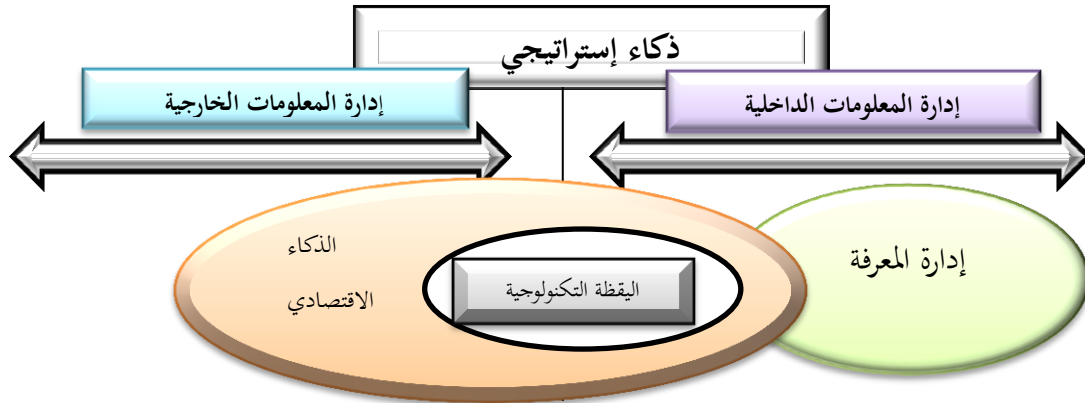 ذكاء إستراتيجي
إدارة المعلومات الداخلية
إدارة المعلومات الخارجية
إدارة المعرفة
الذكاء
الاقتصادي
اليقظة التكنولوجية